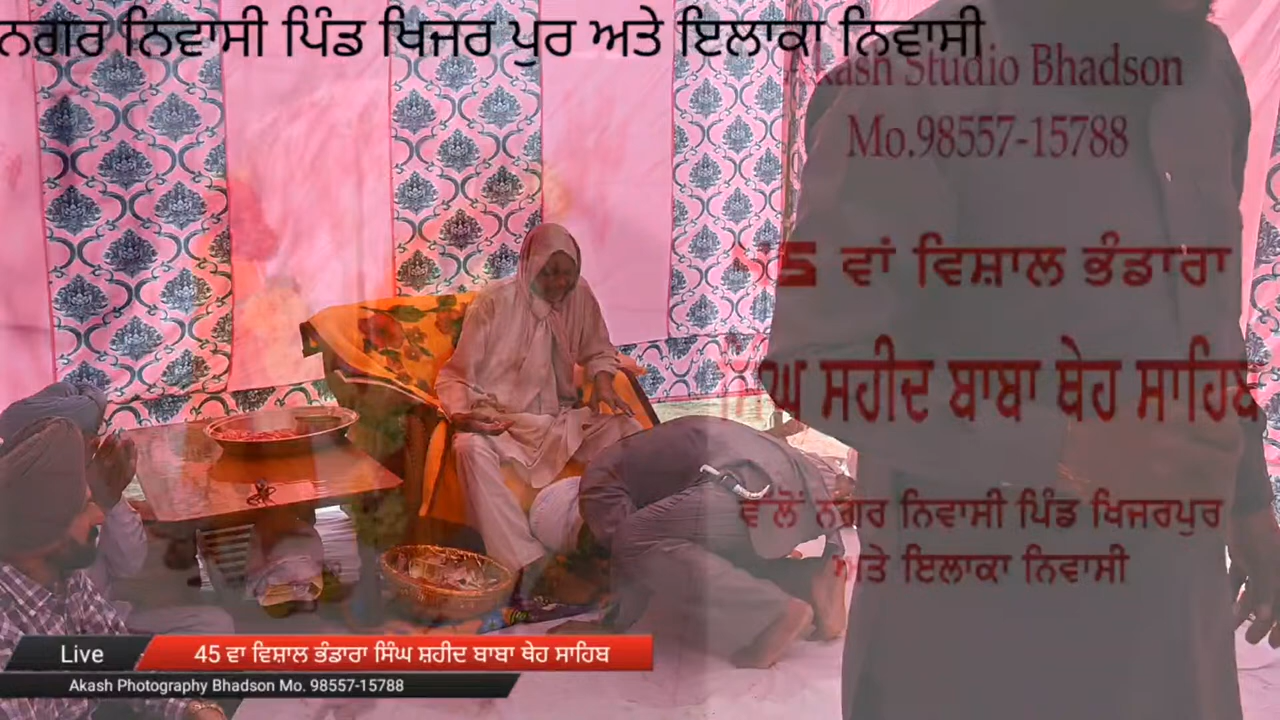 ਨਗਰ ਨਿਵਾਸੀ ਪਿੰਡ ਖਿਜਰ ਪੁਰ ਅਤੇ ਇਲਾਕਾ ਨਿਵਾਸੀ
Akash Studio Bhadson
Mo.98557-15788
ਵਾਂ ਵਿਸ਼ਾਲ ਭੰਡਾਰਾ
ਸਹੀਦ ਬਾਬਾ ਥੇਹ ਸਾਹਿਬ
ਵੱਲੋਂ ਨਗਰ ਨਿਵਾਸੀ ਪਿੰਡ ਖਿਜਰਪੁਰ
ਅਤੇ ਇਲਾਕਾ ਨਿਵਾਸੀ
Live
45 ਵਾ ਵਿਸ਼ਾਲ ਭੰਡਾਰਾ ਸਿੰਘ ਸ਼ਹੀਦ ਬਾਬਾ ਥੇਹ ਸਾਹਿਬ
Akash Photography Bhadson Mo. 98557-15788